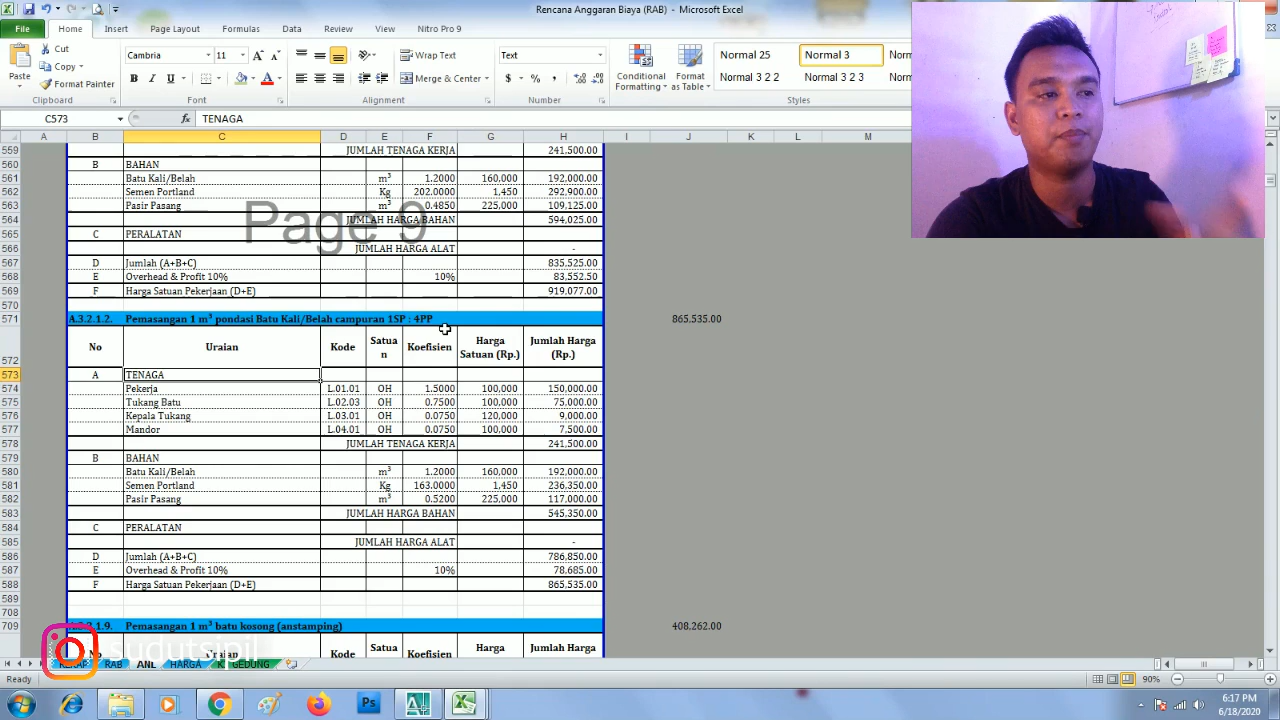 Rencana Anggaran Biaya (RAB) - Microsoft Excel
File Home Insert Page Layout Formulas Data Review View Nitro Pro 9
Paste Cut Copy Format Painter Cambria 11 Wrap Text Merge & Center Text Conditional Formatting Format as Table Normal 25 Normal 3 Normal 3 2 2 Normal 3 2 3
Clipboard Font Alignment Number Styles
C573 fx TENAGA
A B C D E F G H I J K L M
559 JUMLAH TENAGA KERJA 241,500.00
560 B BAHAN
561 Batu Kali/Belah m³ 1.2000 160,000 192,000.00
562 Semen Portland Kg 202.0000 1,450 292,900.00
563 Pasir Pasang m³ 0.4850 225,000 109,125.00
564 JUMLAH HARGA BAHAN 594,025.00
Page 9
565 C PERALATAN
566 JUMLAH HARGA ALAT -
567 D Jumlah (A+B+C) 835,525.00
568 E Overhead & Profit 10% 10% 83,552.50
569 F Harga Satuan Pekerjaan (D+E) 919,077.00
570
571 A.3.2.1.2. Pemasangan 1 m³ pondasi Batu Kali/Belah campuran 1SP : 4PP 865,535.00
572 No Uraian Kode Satuan Koefisien Harga Satuan (Rp.) Jumlah Harga (Rp.)
573 A TENAGA
574 Pekerja L.01.01 OH 1.5000 100,000 150,000.00
575 Tukang Batu L.02.03 OH 0.7500 100,000 75,000.00
576 Kepala Tukang L.03.01 OH 0.0750 120,000 9,000.00
577 Mandor L.04.01 OH 0.0750 100,000 7,500.00
578 JUMLAH TENAGA KERJA 241,500.00
579 B BAHAN
580 Batu Kali/Belah m³ 1.2000 160,000 192,000.00
581 Semen Portland Kg 163.0000 1,450 236,350.00
582 Pasir Pasang m³ 0.5200 225,000 117,000.00
583 JUMLAH HARGA BAHAN 545,350.00
584 C PERALATAN
585 JUMLAH HARGA ALAT -
586 D Jumlah (A+B+C) 786,850.00
587 E Overhead & Profit 10% 10% 78,685.00
588 F Harga Satuan Pekerjaan (D+E) 865,535.00
589
708
709 Pemasangan 1 m³ batu kosong (anstamping) 408,262.00
No Uraian Kode Satua Koefisien Harga Jumlah Harga
sudutsipil
RAB ANL HARGA GEDUNG
Ready 90%
Ps
6:17 PM
6/18/2020